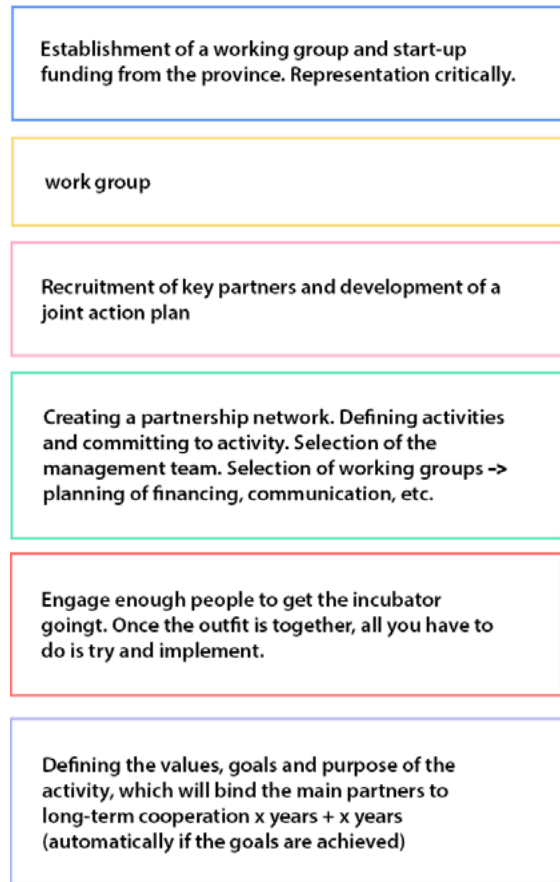 Establishment of a working group and start-up
funding from the province. Representation critically.
work group
Recruitment of key partners and development of a
joint action plan
Creating a partnership network. Defining activities
and committing to activity. Selection of the
management team. Selection of working groups ->
planning of financing, communication, etc.
Engage enough people to get the incubator
goingt. Once the outfit is together, all you have to
do is try and implement.
Defining the values, goals and purpose of the
activity, which will bind the main partners to
long-term cooperation x years + x years
(automatically if the goals are achieved)